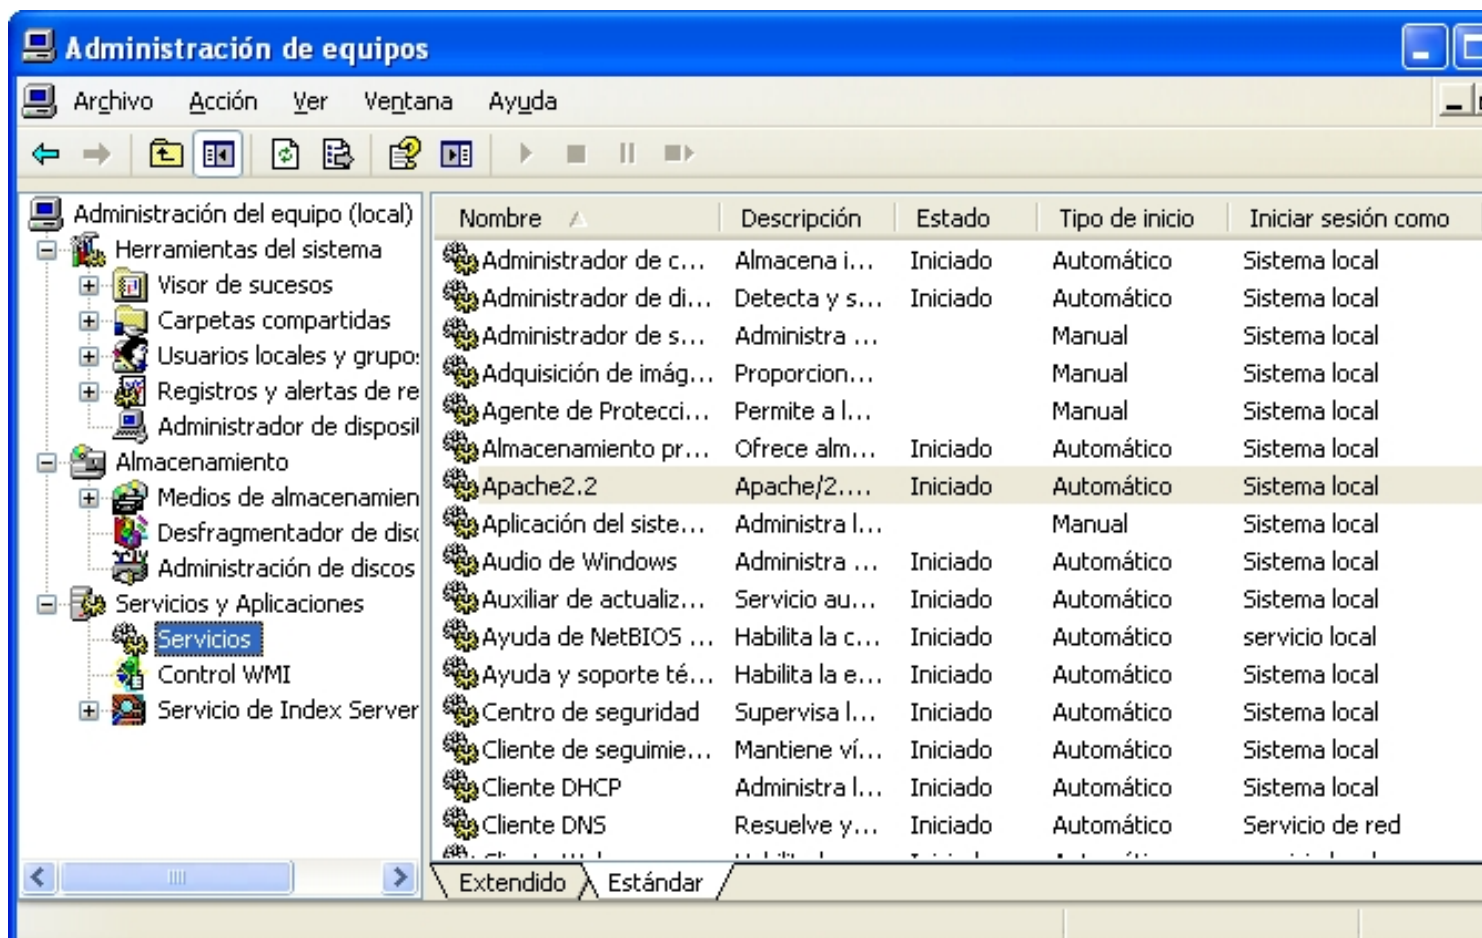 Administración de equipos
Archivo Acción Ver Ventana Ayuda
Administración del equipo (local)
Herramientas del sistema
Visor de sucesos
Carpetas compartidas
Usuarios locales y grupos
Registros y alertas de re
Administrador de disposit
Almacenamiento
Medios de almacenamien
Desfragmentador de disc
Administración de discos
Servicios y Aplicaciones
Servicios
Control WMI
Servicio de Index Server
Nombre Descripción Estado Tipo de inicio Iniciar sesión como
Administrador de c... Almacena i... Iniciado Automático Sistema local
Administrador de di... Detecta y s... Iniciado Automático Sistema local
Administrador de s... Administra ... Manual Sistema local
Adquisición de imág... Proporcion... Manual Sistema local
Agente de Protecci... Permite a l... Manual Sistema local
Almacenamiento pr... Ofrece alm... Iniciado Automático Sistema local
Apache2.2 Apache/2.... Iniciado Automático Sistema local
Aplicación del siste... Administra l... Manual Sistema local
Audio de Windows Administra ... Iniciado Automático Sistema local
Auxiliar de actualiz... Servicio au... Iniciado Automático Sistema local
Ayuda de NetBIOS ... Habilita la c... Iniciado Automático servicio local
Ayuda y soporte té... Habilita la e... Iniciado Automático Sistema local
Centro de seguridad Supervisa l... Iniciado Automático Sistema local
Cliente de seguimie... Mantiene ví... Iniciado Automático Sistema local
Cliente DHCP Administra l... Iniciado Automático Sistema local
Cliente DNS Resuelve y... Iniciado Automático Servicio de red
Extendido Estándar